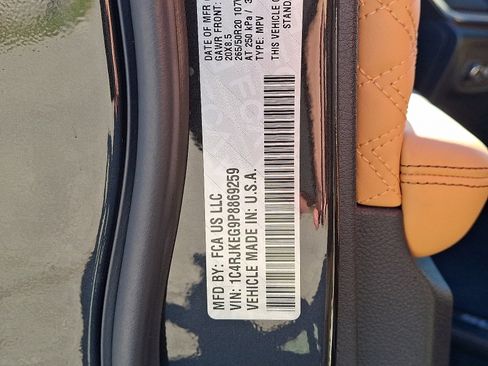 MFD BY: FCA US LLC
VIN: 1C4RJKEG9P8869259
VEHICLE MADE IN: U.S.A.
DATE OF MFR
GAWR FRONT:
20X8.5
265/50R20 107
AT 250 kPa / 3
TYPE: MPV
THIS VEHICLE
STANDA